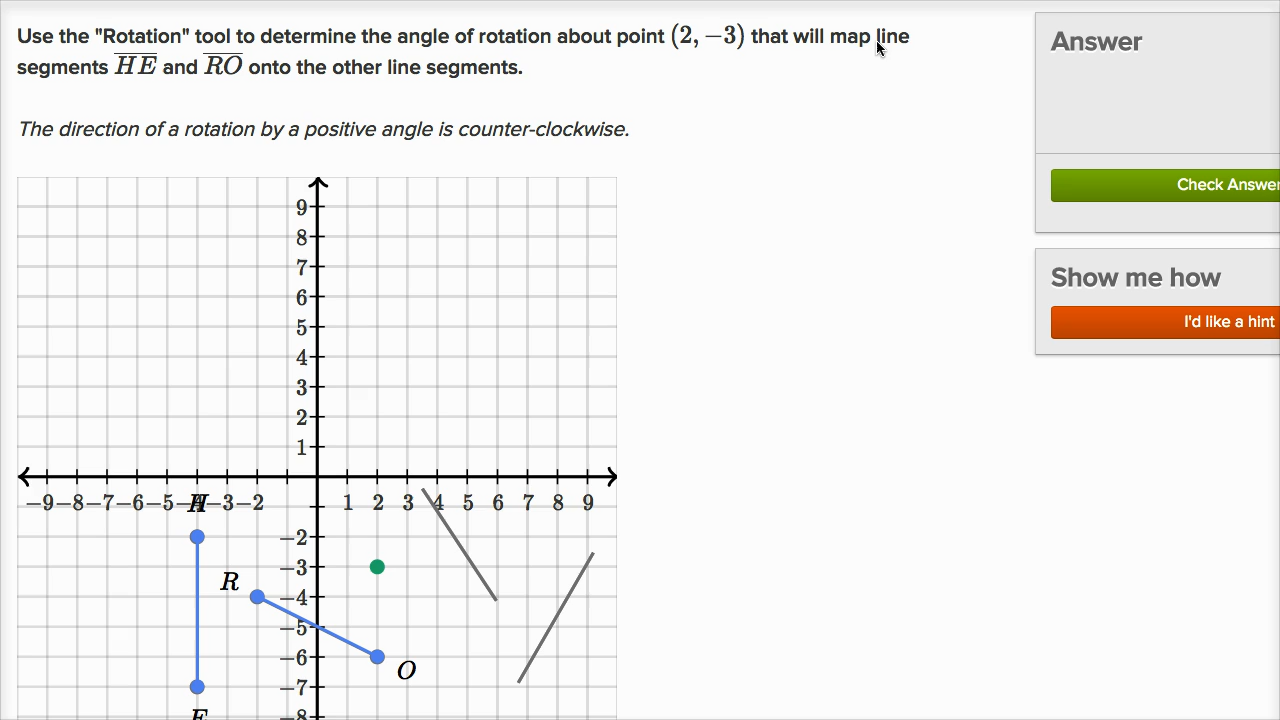 Use the "Rotation" tool to determine the angle of rotation about point (2, −3) that will map line
segments HE and RO onto the other line segments.
The direction of a rotation by a positive angle is counter-clockwise.
Answer
Check Answer
Show me how
I'd like a hint
9
8
7
6
5
4
3
2
1
−9 −8 −7 −6 −5 −4 −3 −2 1 2 3 4 5 6 7 8 9
H
−2
−3
R
−4
−5
−6
O
−7
E
−8